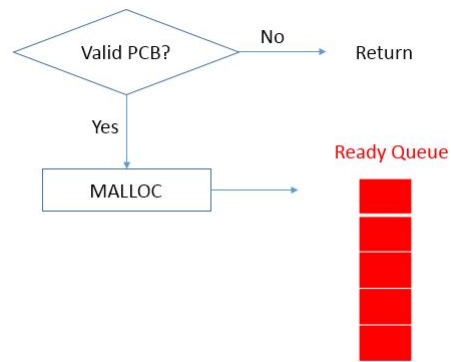 Valid PCB?
No
Return
Yes
Ready Queue
MALLOC